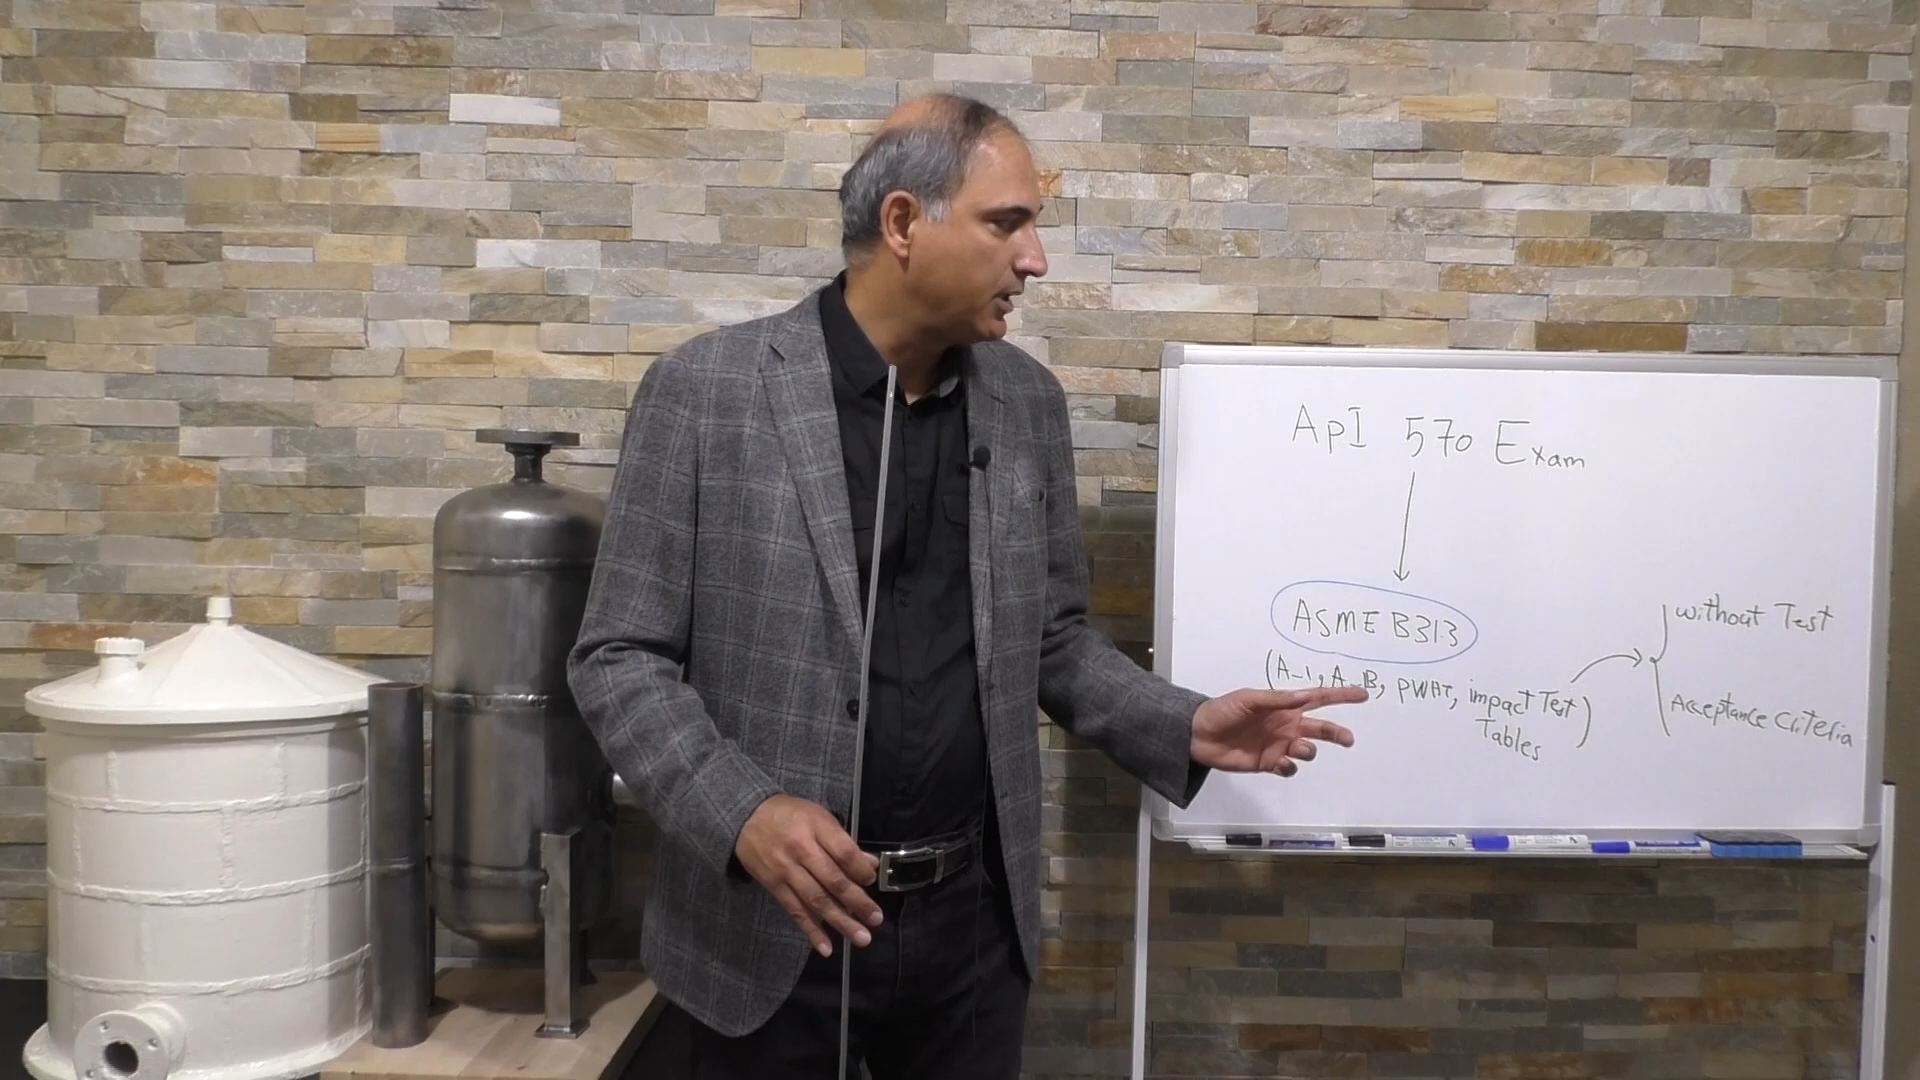 ApI 570 Exam
ASME B31.3
(A-1, A-B, PWHT, impact Test
Tables)
without Test
Acceptance Criteria